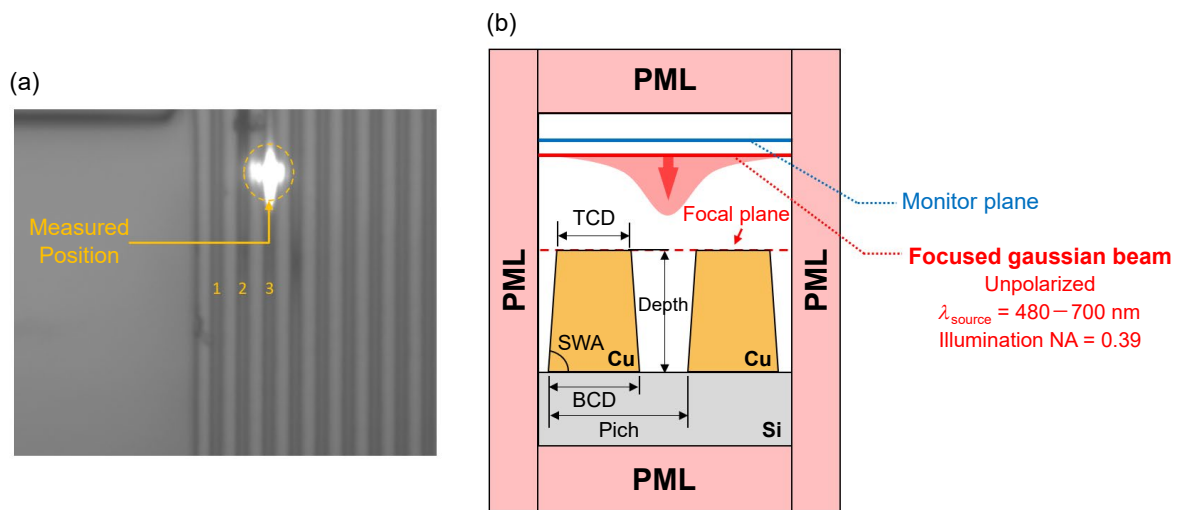 (a)
Measured
Position
1 2 3
(b)
PML
PML
PML
TCD
Focal plane
Depth
SWA
Cu
Cu
BCD
Pich
Si
PML
Monitor plane
Focused gaussian beam
Unpolarized
λsource = 480−700 nm
Illumination NA = 0.39